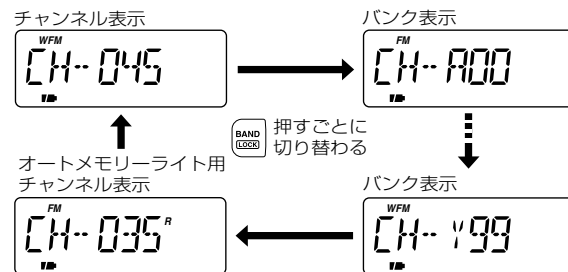 チャンネル表示
WFM
CH-- 045
バンク表示
FM
CH-- A00
BAND
LOCK
押すごとに
切り替わる
オートメモリーライト用
チャンネル表示
FM
CH-- 035 R
バンク表示
WFM
CH-- Y99